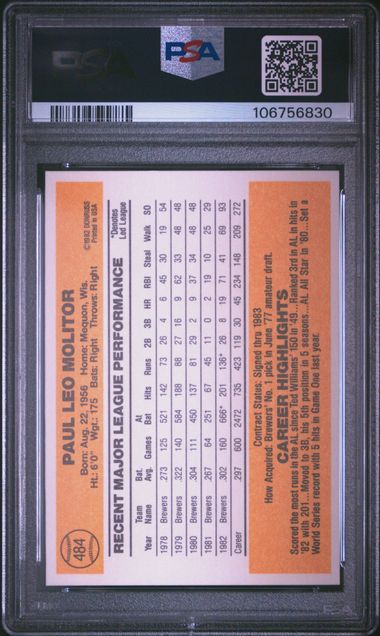 PSA
PSA
106756830
484
©1982 DONRUSS
Printed in USA
PAUL LEO MOLITOR
Born: Aug. 22, 1956 Home: Mequon, Wis.
Ht.: 6'0" Wgt.: 175 Bats: Right Throws: Right
RECENT MAJOR LEAGUE PERFORMANCE
*Denotes
Led League
Year Team Name Bat. Avg. Games At Bat Hits Runs 2B 3B HR RBI Steal Walk SO
1978 Brewers .273 125 521 142 73 26 4 6 45 30 19 54
1979 Brewers .322 140 584 188 88 27 16 9 62 33 48 48
1980 Brewers .304 111 450 137 81 29 2 9 37 34 48 48
1981 Brewers .267 64 251 67 45 11 0 2 19 10 25 29
1982 Brewers .302 160 666* 201 136* 26 8 19 71 41 69 93
Career .297 600 2472 735 423 119 30 45 234 148 209 272
Contract Status: Signed thru 1983
How Acquired: Brewers' No. 1 pick in June '77 amateur draft.
CAREER HIGHLIGHTS
Scored the most runs in the AL since Ted Williams' 150 in '49...Ranked 3rd in AL in hits in
'82 with 201...Moved to 3B, his 5th position in 5 seasons...AL All Star in '80...Set a
World Series record with 5 hits in Game One last year.